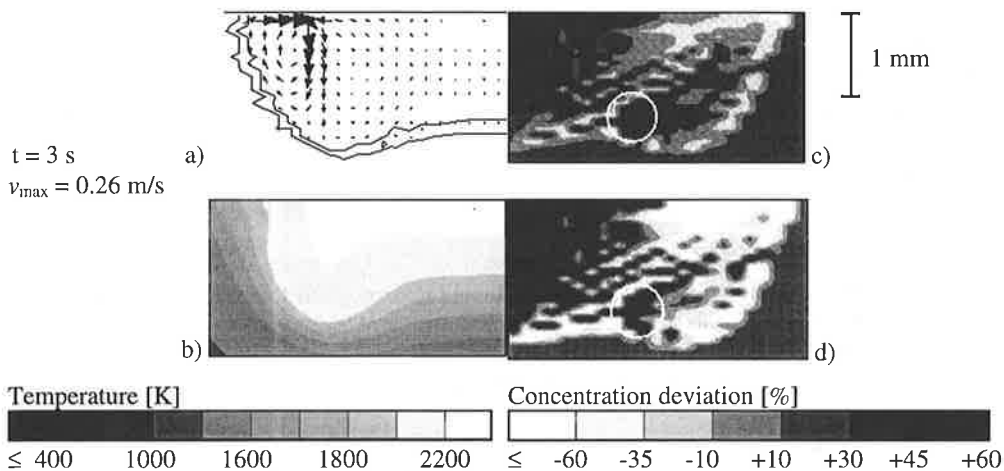 1 mm
a)
c)
t = 3 s
vmax = 0.26 m/s
b)
d)
Temperature [K]
Concentration deviation [%]
≤ 400 1000 1600 1800 2200
≤ -60 -35 -10 +10 +30 +45 +60